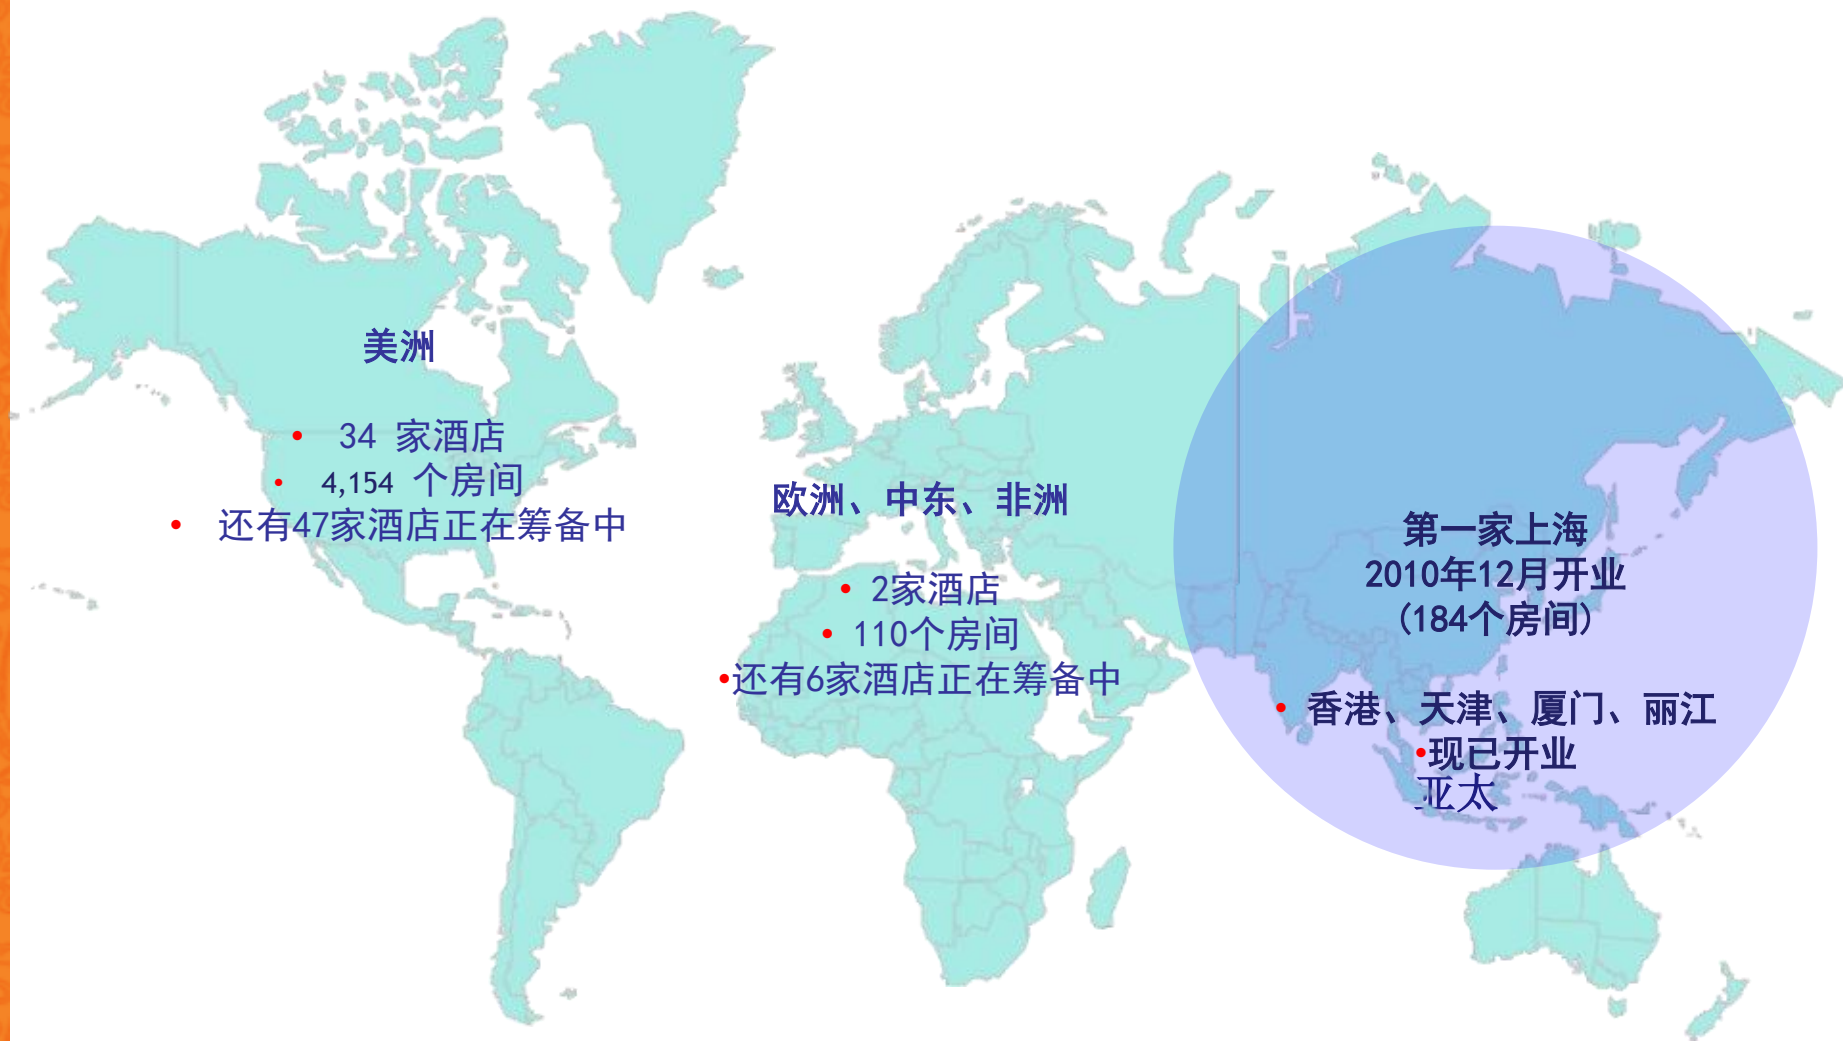 美洲
• 34 家酒店
• 4,154 个房间
• 还有47家酒店正在筹备中
欧洲、中东、非洲
• 2家酒店
• 110个房间
•还有6家酒店正在筹备中
第一家上海
2010年12月开业
(184个房间)
• 香港、天津、厦门、丽江
•现已开业
亚太